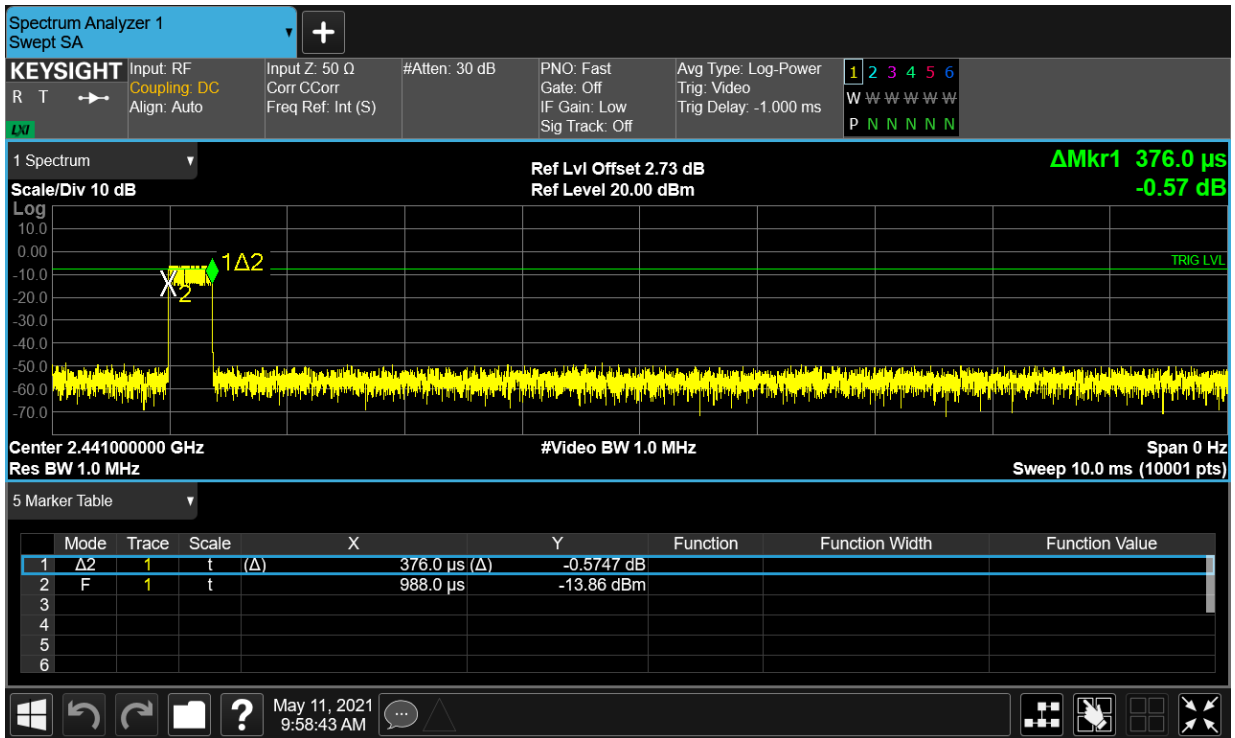 Spectrum Analyzer 1
Swept SA
KEYSIGHT
R T
LXI
Input: RF
Coupling: DC
Align: Auto
Input Z: 50 Ω
Corr CCorr
Freq Ref: Int (S)
#Atten: 30 dB
PNO: Fast
Gate: Off
IF Gain: Low
Sig Track: Off
Avg Type: Log-Power
Trig: Video
Trig Delay: -1.000 ms
1 2 3 4 5 6
W W W W W W
P N N N N N
1 Spectrum
Scale/Div 10 dB
Ref Lvl Offset 2.73 dB
Ref Level 20.00 dBm
ΔMkr1 376.0 µs
-0.57 dB
Log
10.0
0.00
-10.0
-20.0
-30.0
-40.0
-50.0
-60.0
-70.0
1Δ2
X
2
TRIG LVL
Center 2.441000000 GHz
Res BW 1.0 MHz
#Video BW 1.0 MHz
Span 0 Hz
Sweep 10.0 ms (10001 pts)
5 Marker Table
Mode Trace Scale X Y Function Function Width Function Value
1 Δ2 1 t (Δ) 376.0 µs (Δ) -0.5747 dB
2 F 1 t 988.0 µs -13.86 dBm
3
4
5
6
?
May 11, 2021
9:58:43 AM